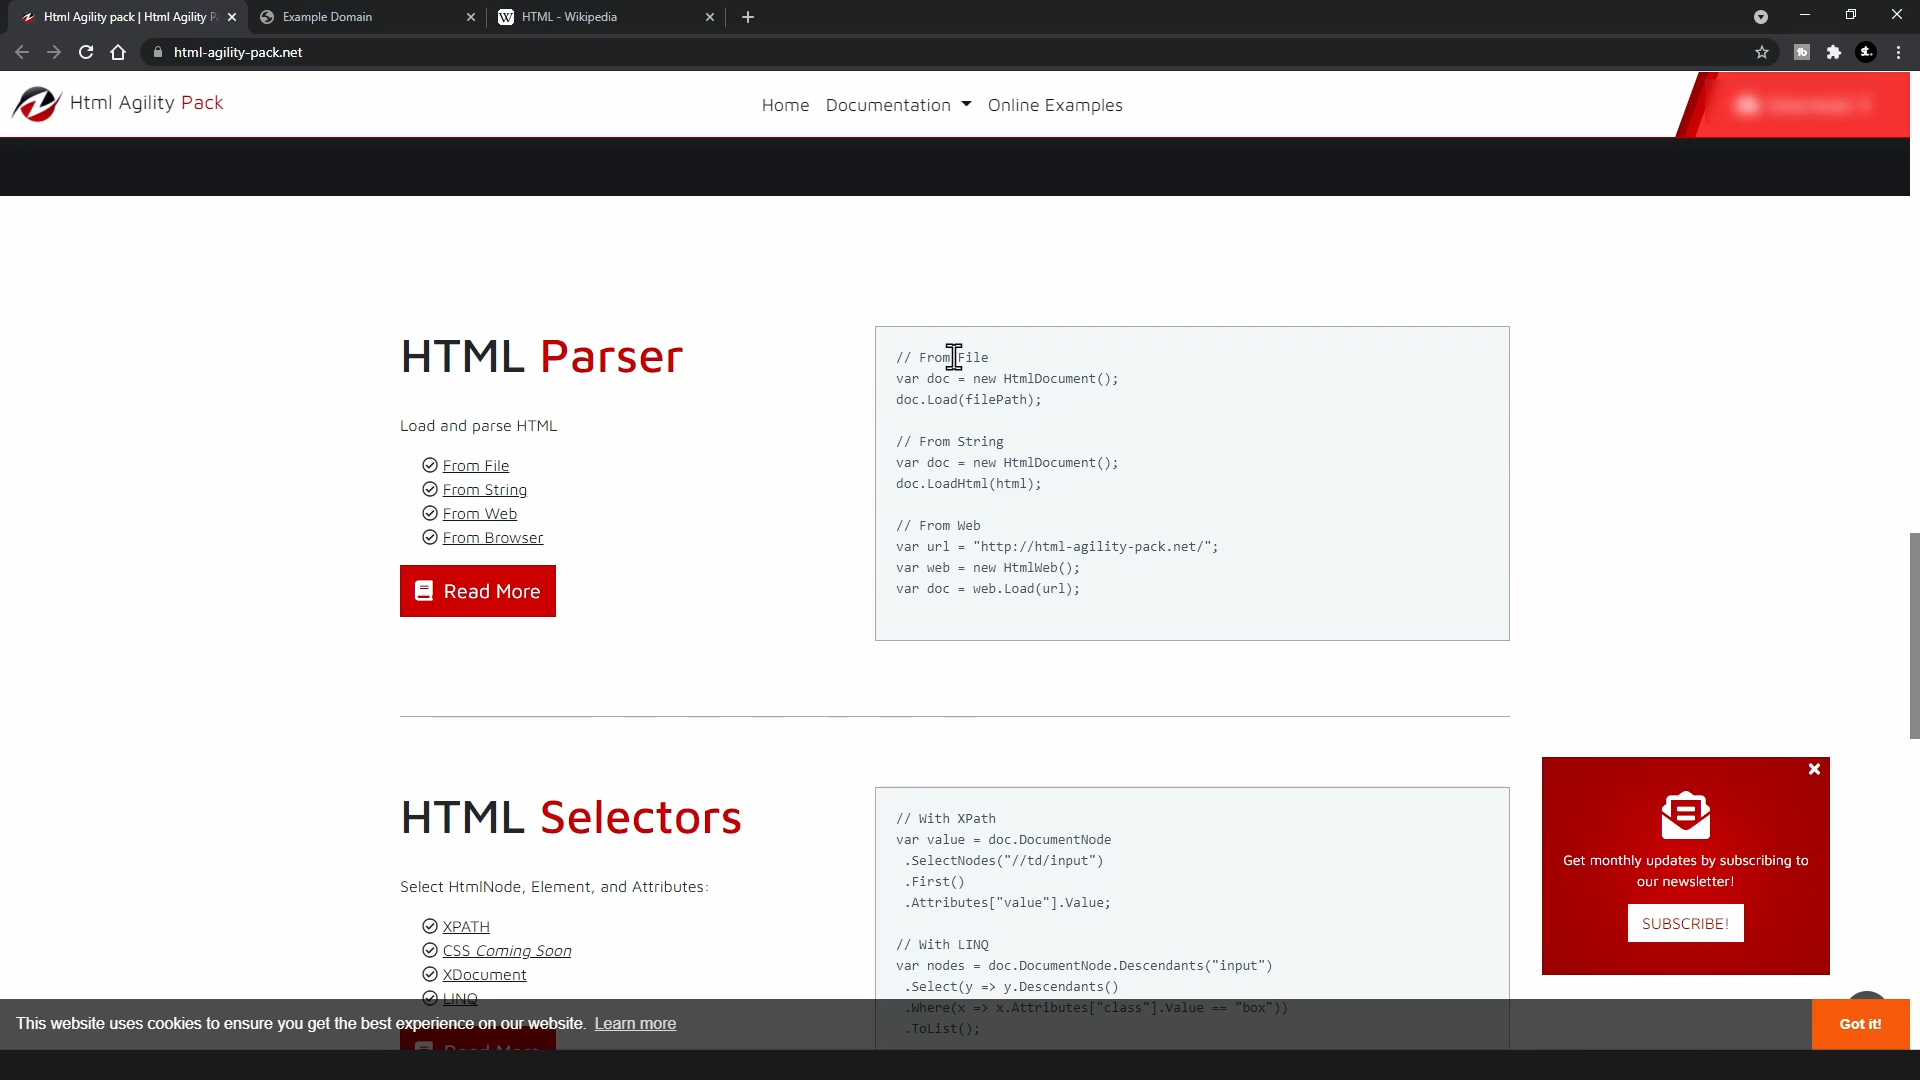 Html Agility pack | Html Agility P
Example Domain
HTML - Wikipedia
html-agility-pack.net
Html Agility Pack
Home Documentation Online Examples
HTML Parser
Load and parse HTML
From File
From String
From Web
From Browser
Read More
// From File
var doc = new HtmlDocument();
doc.Load(filePath);
// From String
var doc = new HtmlDocument();
doc.LoadHtml(html);
// From Web
var url = "http://html-agility-pack.net/";
var web = new HtmlWeb();
var doc = web.Load(url);
HTML Selectors
Select HtmlNode, Element, and Attributes:
XPATH
CSS Coming Soon
XDocument
LINQ
Read More
// With XPath
var value = doc.DocumentNode
.SelectNodes("//td/input")
.First()
.Attributes["value"].Value;
// With LINQ
var nodes = doc.DocumentNode.Descendants("input")
.Select(y => y.Descendants()
.Where(x => x.Attributes["class"].Value == "box"))
.ToList();
Get monthly updates by subscribing to
our newsletter!
SUBSCRIBE!
This website uses cookies to ensure you get the best experience on our website. Learn more
Got it!